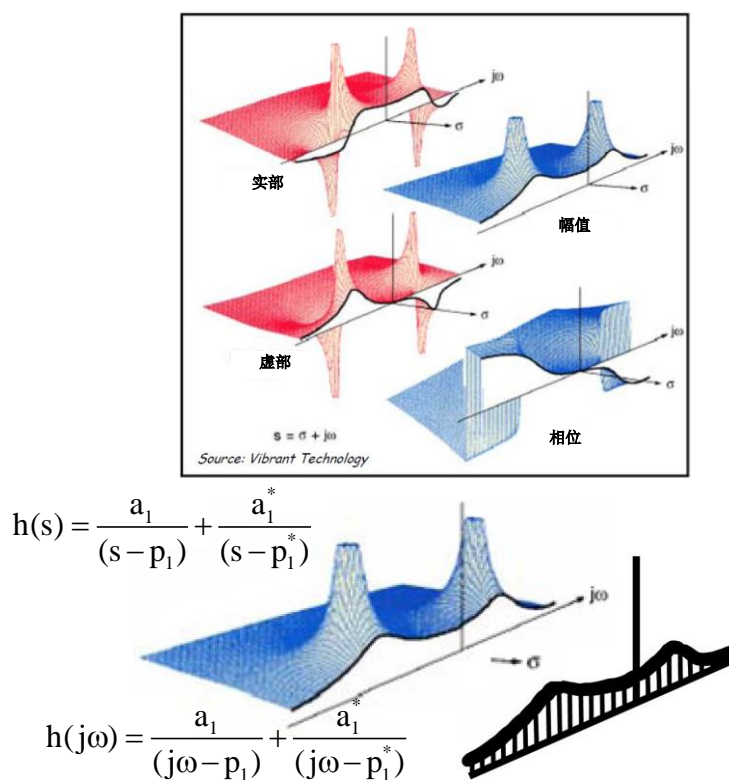 jω
σ
实部
jω
σ
幅值
jω
σ
虚部
jω
σ
相位
s = σ + jω
Source: Vibrant Technology
h(s) = a₁/(s − p₁) + a₁*/(s − p₁*)
jω
σ
h(jω) = a₁/(jω − p₁) + a₁*/(jω − p₁*)